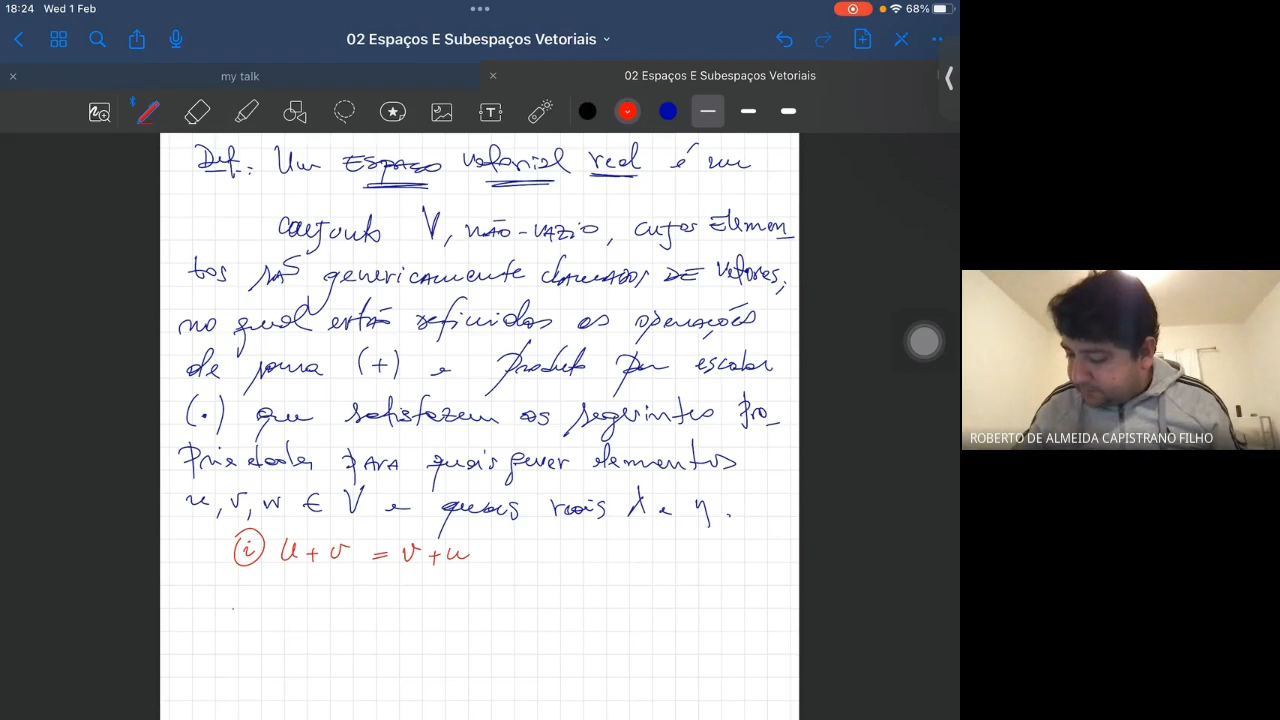 18:24 Wed 1 Feb
68%
02 Espaços E Subespaços Vetoriais
my talk
02 Espaços E Subespaços Vetoriais
Def.: Um ESPAÇO vetorial real é um
conjunto V, NÃO-VAZIO, cujos Elemen_
tos são genericamente chamados DE Vetores,
no qual estão definidas as operações
de soma (+) e Produto por escalar
(·) que satisfazem as seguintes Pro_
Priedades PARA quaisquer elementos
u, v, w ∈ V e quais reais λ e η.
(i) u + v = v + u
ROBERTO DE ALMEIDA CAPISTRANO FILHO